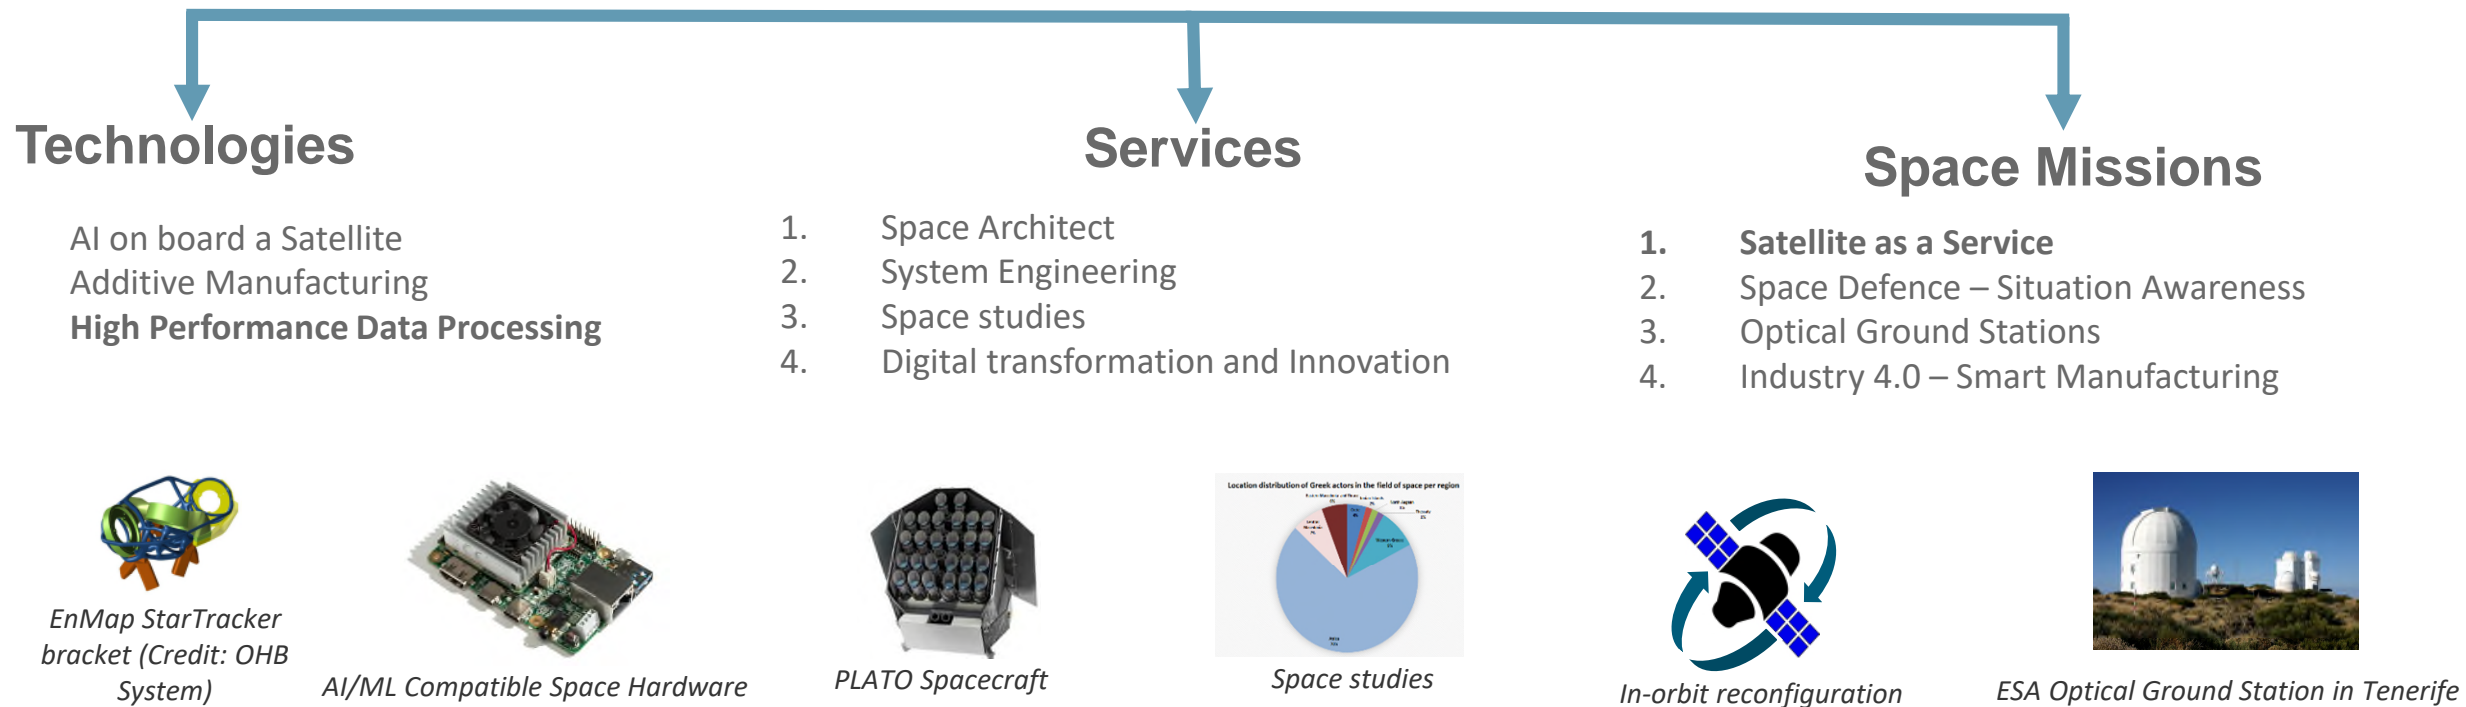 Technologies
AI on board a Satellite
Additive Manufacturing
High Performance Data Processing
Services
1. Space Architect
2. System Engineering
3. Space studies
4. Digital transformation and Innovation
Space Missions
1. Satellite as a Service
2. Space Defence – Situation Awareness
3. Optical Ground Stations
4. Industry 4.0 – Smart Manufacturing
EnMap StarTracker
bracket (Credit: OHB
System)
AI/ML Compatible Space Hardware
PLATO Spacecraft
Location distribution of Greek actors in the field of space per region
Space studies
In-orbit reconfiguration
ESA Optical Ground Station in Tenerife